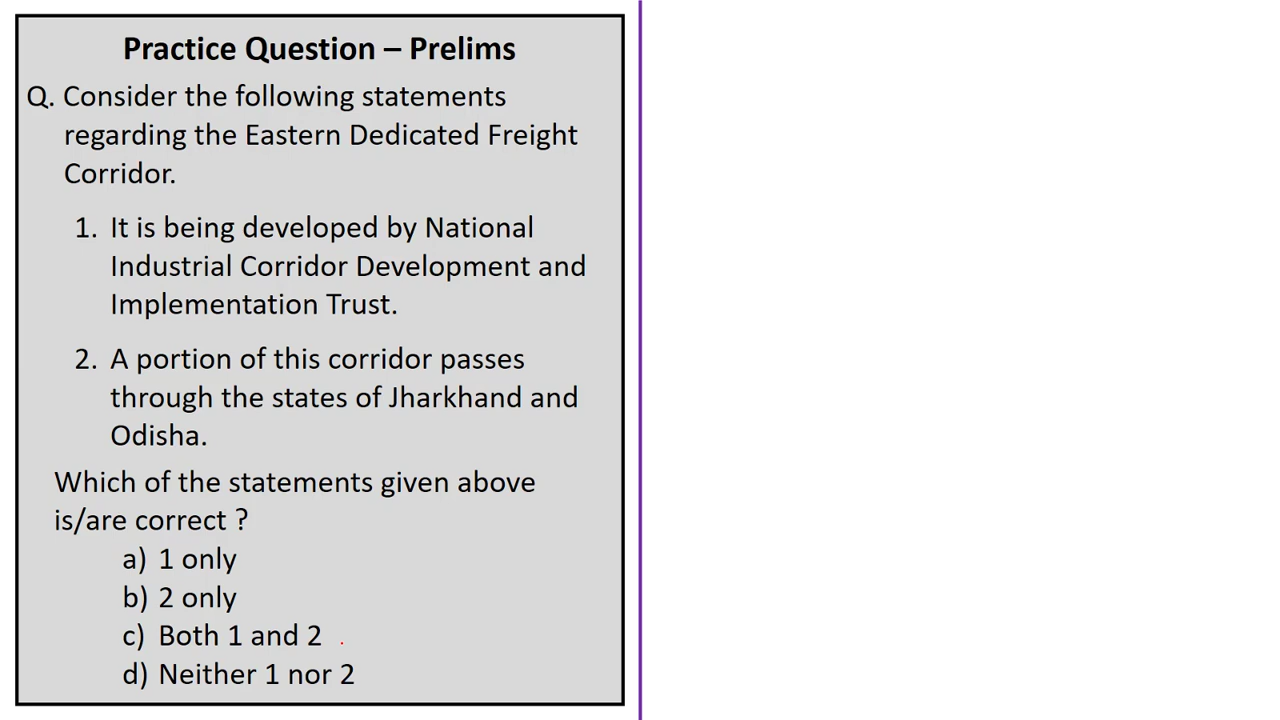 Practice Question – Prelims
Q. Consider the following statements
regarding the Eastern Dedicated Freight
Corridor.
1. It is being developed by National
Industrial Corridor Development and
Implementation Trust.
2. A portion of this corridor passes
through the states of Jharkhand and
Odisha.
Which of the statements given above
is/are correct ?
a) 1 only
b) 2 only
c) Both 1 and 2
d) Neither 1 nor 2